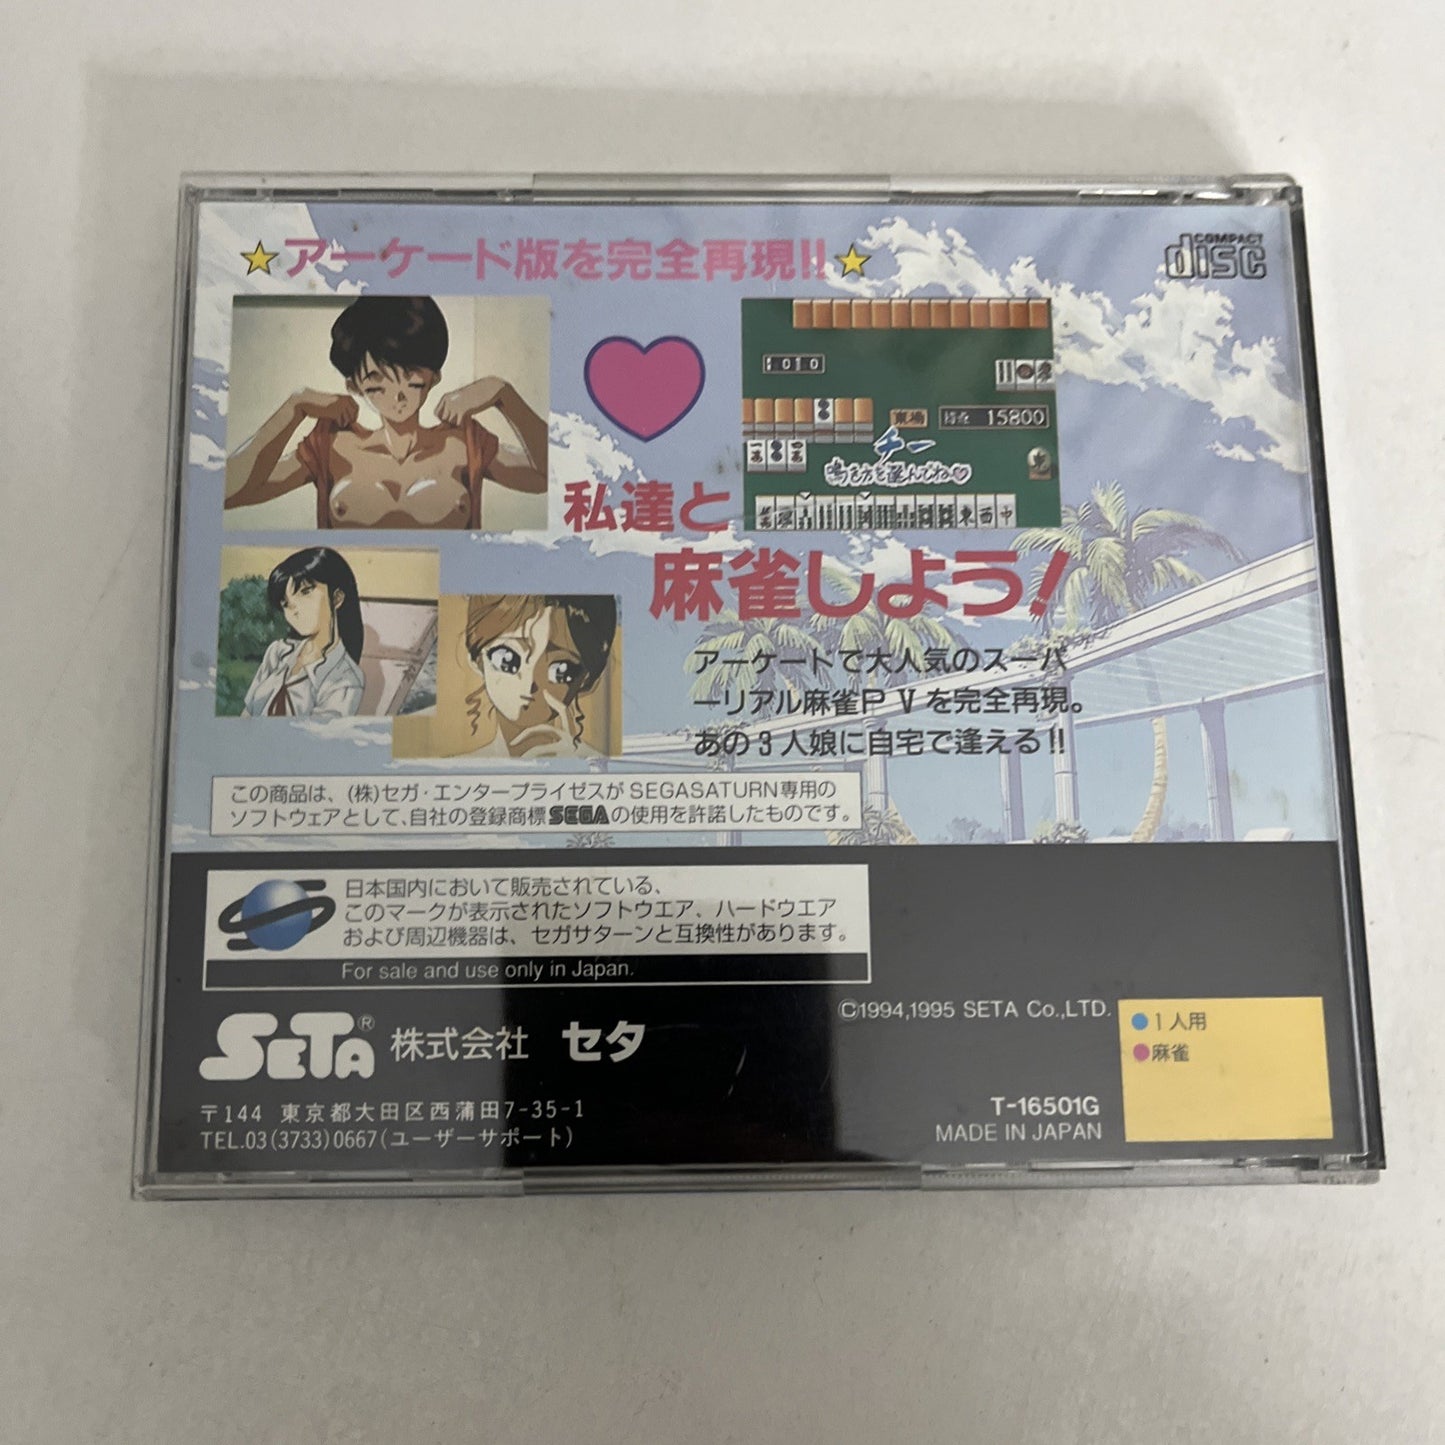 ★アーケード版を完全再現!!★
COMPACT
disc
1010
東場
持点 15800
チー
鳴き方を選んでね♡
私達と
麻雀しよう!
アーケードで大人気のスーパ
ーリアル麻雀P Vを完全再現。
あの3人娘に自宅で逢える!!
この商品は、(株)セガ・エンタープライゼスがSEGASATURN専用の
ソフトウェアとして、自社の登録商標SEGAの使用を許諾したものです。
日本国内において販売されている、
このマークが表示されたソフトウエア、ハードウエア
および周辺機器は、セガサターンと互換性があります。
For sale and use only in Japan.
©1994,1995 SETA Co.,LTD.
SETA® 株式会社 セタ
●1人用
●麻雀
〒144 東京都大田区西蒲田7-35-1
TEL.03(3733)0667(ユーザーサポート)
T-16501G
MADE IN JAPAN